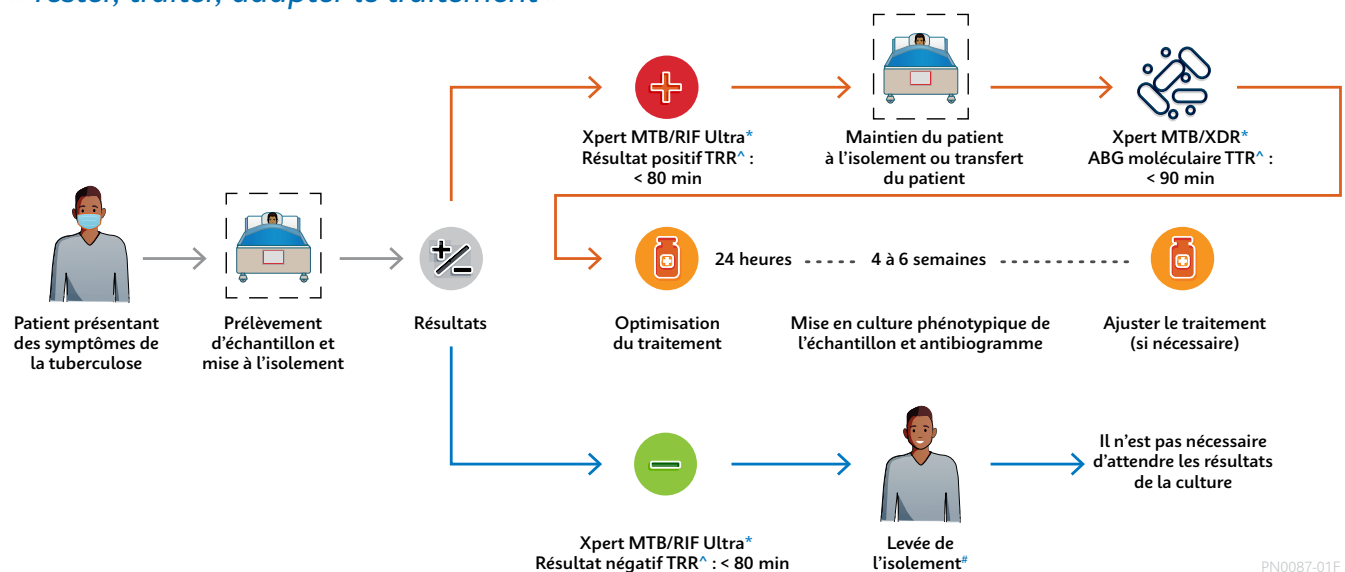 Tester, traiter, adapter le traitement
Xpert MTB/RIF Ultra*
Résultat positif TRR^ :
< 80 min
Maintien du patient
à l’isolement ou transfert
du patient
Xpert MTB/XDR*
ABG moléculaire TTR^ :
< 90 min
Patient présentant
des symptômes de
la tuberculose
Prélèvement
d’échantillon et
mise à l’isolement
Résultats
24 heures ----- 4 à 6 semaines ---------
Optimisation
du traitement
Mise en culture phénotypique de
l’échantillon et antibiogramme
Ajuster le traitement
(si nécessaire)
Xpert MTB/RIF Ultra*
Résultat négatif TRR^ : < 80 min
Levée de
l’isolement#
Il n’est pas nécessaire
d’attendre les résultats
de la culture
PN0087-01F